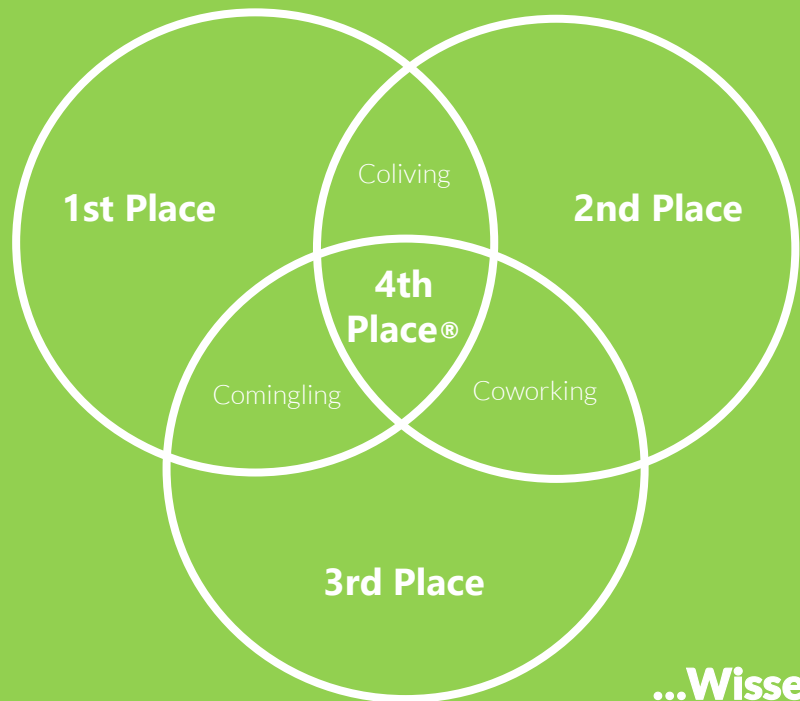 Coliving
1st Place
2nd Place
4th
Place®
Comingling
Coworking
3rd Place
...Wisse